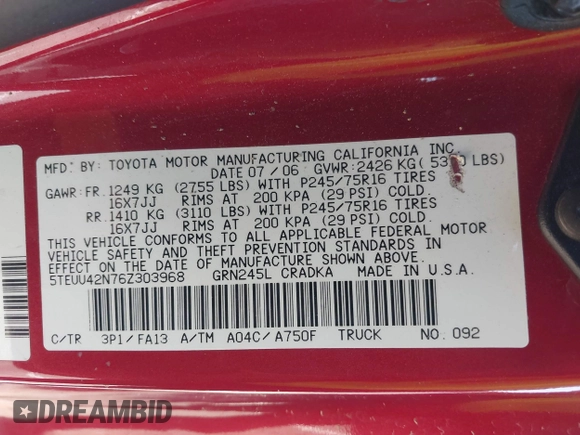 MFD. BY: TOYOTA MOTOR MANUFACTURING CALIFORNIA INC.
DATE 07 / 06 GVWR: 2426 KG ( LBS)
GAWR: FR. 1249 KG (2755 LBS) WITH P245/75R16 TIRES
16X7JJ RIMS AT 200 KPA (29 PSI) COLD.
RR. 1410 KG (3110 LBS) WITH P245/75R16 TIRES
16X7JJ RIMS AT 200 KPA (29 PSI) COLD.
THIS VEHICLE CONFORMS TO ALL APPLICABLE FEDERAL MOTOR
VEHICLE SAFETY AND THEFT PREVENTION STANDARDS IN
EFFECT ON THE DATE OF MANUFACTURE SHOWN ABOVE.
5TEUU42N76Z303968 GRN245L CRADKA MADE IN U.S.A.
C/TR 3P1/FA13 A/TM A04C/A750F TRUCK NO. 092
DREAMBID